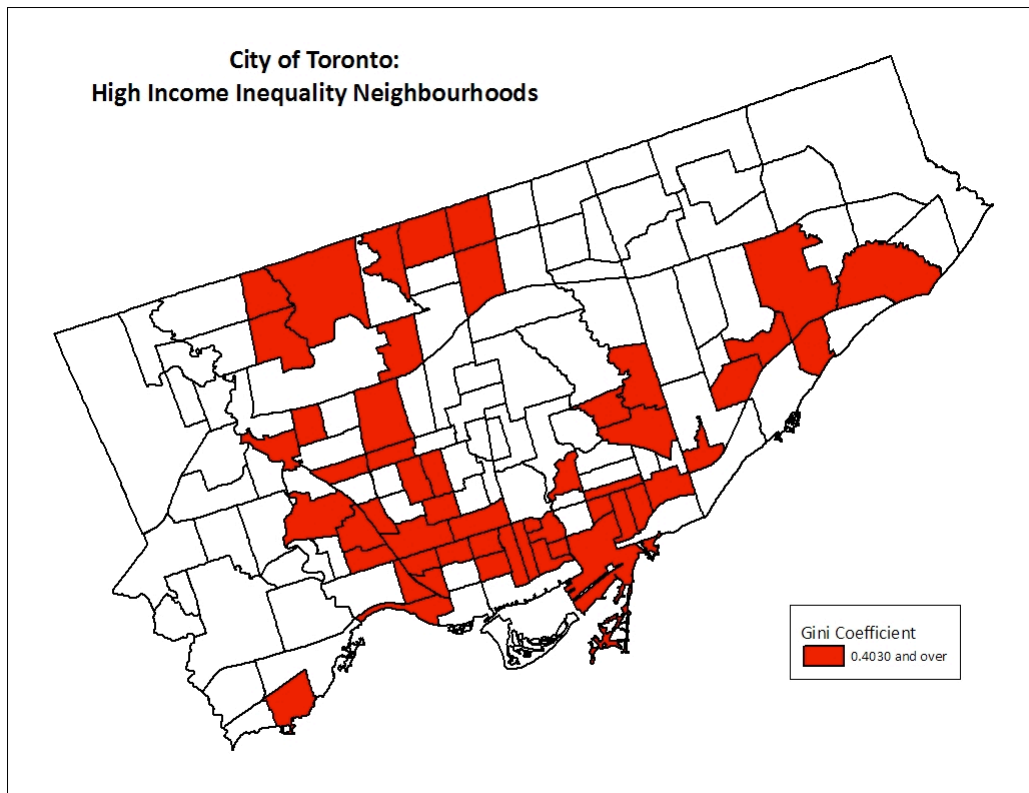 City of Toronto:
High Income Inequality Neighbourhoods
Gini Coefficient
0.4030 and over